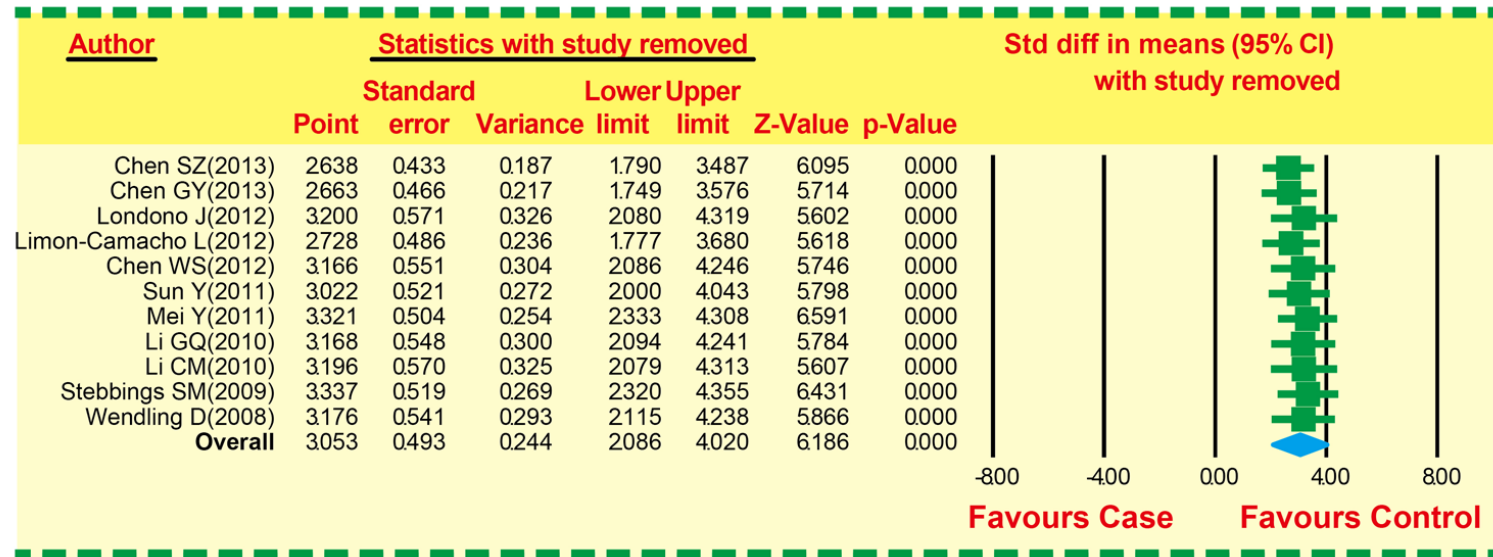 Author Statistics with study removed Std diff in means (95% CI)
with study removed
Standard Lower Upper
Point error Variance limit limit Z-Value p-Value
Chen SZ(2013) 2.638 0.433 0.187 1.790 3.487 6.095 0.000
Chen GY(2013) 2.663 0.466 0.217 1.749 3.576 5.714 0.000
Londono J(2012) 3.200 0.571 0.326 2.080 4.319 5.602 0.000
Limon-Camacho L(2012) 2.728 0.486 0.236 1.777 3.680 5.618 0.000
Chen WS(2012) 3.166 0.551 0.304 2.086 4.246 5.746 0.000
Sun Y(2011) 3.022 0.521 0.272 2.000 4.043 5.798 0.000
Mei Y(2011) 3.321 0.504 0.254 2.333 4.308 6.591 0.000
Li GQ(2010) 3.168 0.548 0.300 2.094 4.241 5.784 0.000
Li CM(2010) 3.196 0.570 0.325 2.079 4.313 5.607 0.000
Stebbings SM(2009) 3.337 0.519 0.269 2.320 4.355 6.431 0.000
Wendling D(2008) 3.176 0.541 0.293 2.115 4.238 5.866 0.000
Overall 3.053 0.493 0.244 2.086 4.020 6.186 0.000
-8.00 -4.00 0.00 4.00 8.00
Favours Case Favours Control